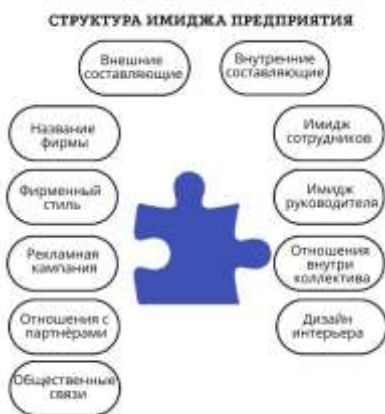 СТРУКТУРА ИМИДЖА ПРЕДПРИЯТИЯ
Внешние
составляющие
Внутренние
составляющие
Название
фирмы
Фирменный
стиль
Рекламная
кампания
Отношения с
партнёрами
Общественные
связи
Имидж
сотрудников
Имидж
руководителя
Отношения
внутри
коллектива
Дизайн
интерьера